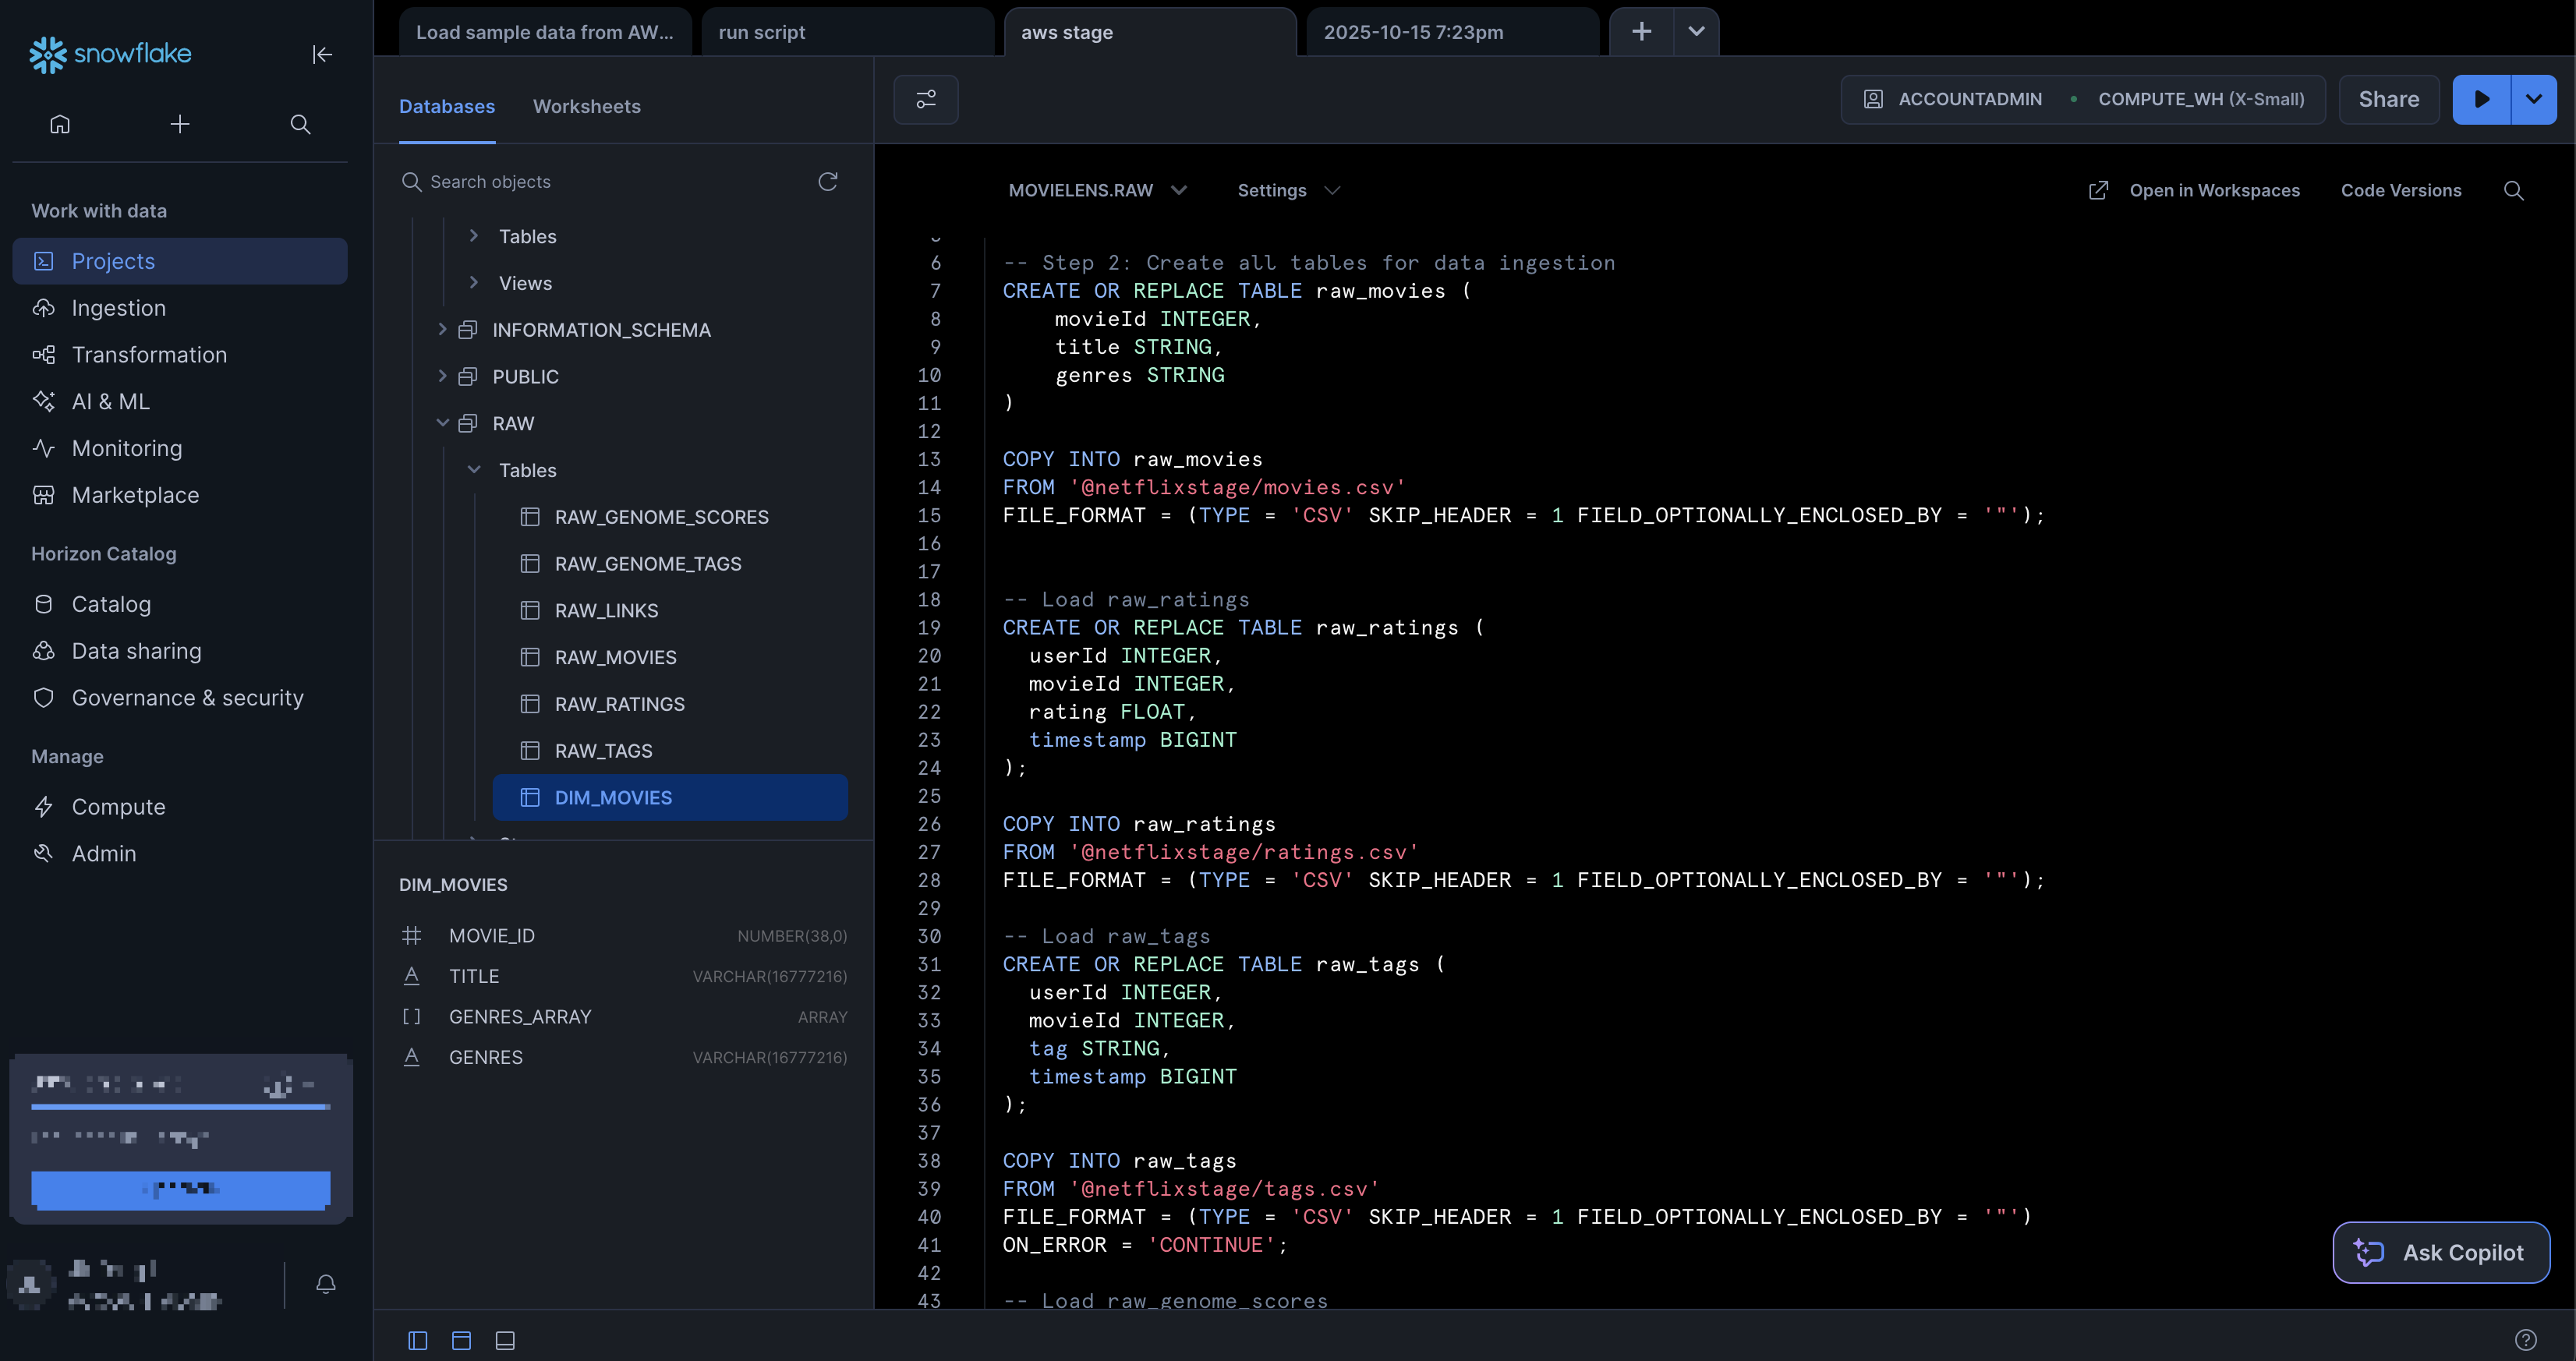 snowflake
Work with data
Projects
Ingestion
Transformation
AI & ML
Monitoring
Marketplace
Horizon Catalog
Catalog
Data sharing
Governance & security
Manage
Compute
Admin
Load sample data from AW...
run script
aws stage
2025-10-15 7:23pm
Databases
Worksheets
Search objects
Tables
Views
INFORMATION_SCHEMA
PUBLIC
RAW
Tables
RAW_GENOME_SCORES
RAW_GENOME_TAGS
RAW_LINKS
RAW_MOVIES
RAW_RATINGS
RAW_TAGS
DIM_MOVIES
DIM_MOVIES
MOVIE_ID NUMBER(38,0)
TITLE VARCHAR(16777216)
GENRES_ARRAY ARRAY
GENRES VARCHAR(16777216)
ACCOUNTADMIN • COMPUTE_WH (X-Small)
Share
MOVIELENS.RAW
Settings
Open in Workspaces
Code Versions
6 -- Step 2: Create all tables for data ingestion
7 CREATE OR REPLACE TABLE raw_movies (
8 movieId INTEGER,
9 title STRING,
10 genres STRING
11 )
12
13 COPY INTO raw_movies
14 FROM '@netflixstage/movies.csv'
15 FILE_FORMAT = (TYPE = 'CSV' SKIP_HEADER = 1 FIELD_OPTIONALLY_ENCLOSED_BY = '"');
16
17
18 -- Load raw_ratings
19 CREATE OR REPLACE TABLE raw_ratings (
20 userId INTEGER,
21 movieId INTEGER,
22 rating FLOAT,
23 timestamp BIGINT
24 );
25
26 COPY INTO raw_ratings
27 FROM '@netflixstage/ratings.csv'
28 FILE_FORMAT = (TYPE = 'CSV' SKIP_HEADER = 1 FIELD_OPTIONALLY_ENCLOSED_BY = '"');
29
30 -- Load raw_tags
31 CREATE OR REPLACE TABLE raw_tags (
32 userId INTEGER,
33 movieId INTEGER,
34 tag STRING,
35 timestamp BIGINT
36 );
37
38 COPY INTO raw_tags
39 FROM '@netflixstage/tags.csv'
40 FILE_FORMAT = (TYPE = 'CSV' SKIP_HEADER = 1 FIELD_OPTIONALLY_ENCLOSED_BY = '"')
41 ON_ERROR = 'CONTINUE';
42
43 -- Load raw_genome_scores
Ask Copilot